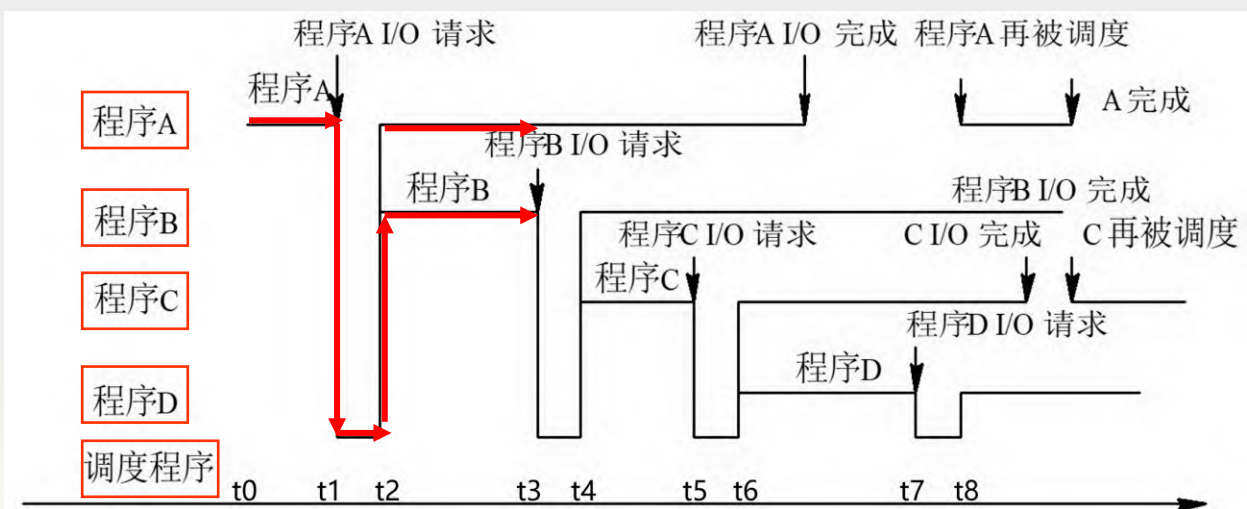 程序A I/O 请求
程序A I/O 完成
程序A 再被调度
程序A
程序A
A 完成
程序B I/O 请求
程序B
程序B
程序B I/O 完成
程序C I/O 请求
C I/O 完成
C 再被调度
程序C
程序C
程序D I/O 请求
程序D
程序D
调度程序
t0 t1 t2 t3 t4 t5 t6 t7 t8